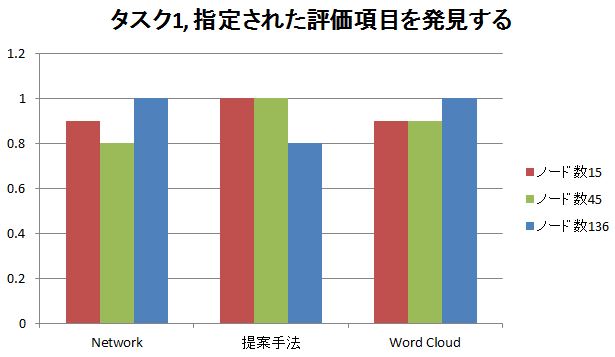 タスク1, 指定された評価項目を発見する
1.2
1
0.8
0.6
0.4
0.2
0
Network
提案手法
Word Cloud
ノード数15
ノード数45
ノード数136